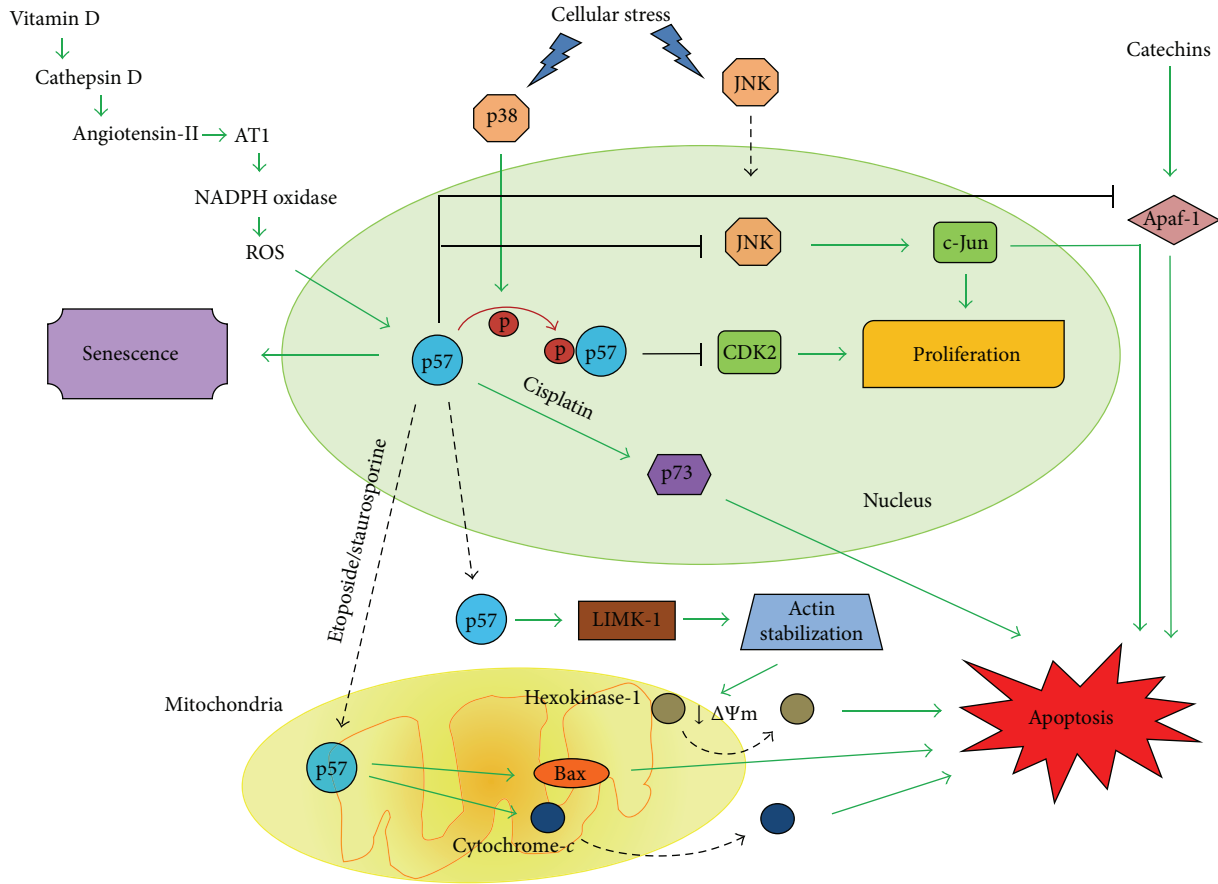 Vitamin D
Cellular stress
Catechins
Cathepsin D
JNK
p38
Angiotensin-II
AT1
NADPH oxidase
Apaf-1
ROS
JNK
c-Jun
p
Senescence
p57
p
p57
CDK2
Proliferation
Cisplatin
p73
Nucleus
Etoposide/staurosporine
p57
LIMK-1
Actin
stabilization
Mitochondria
Hexokinase-1
↓ ΔΨm
Apoptosis
p57
Bax
Cytochrome-c